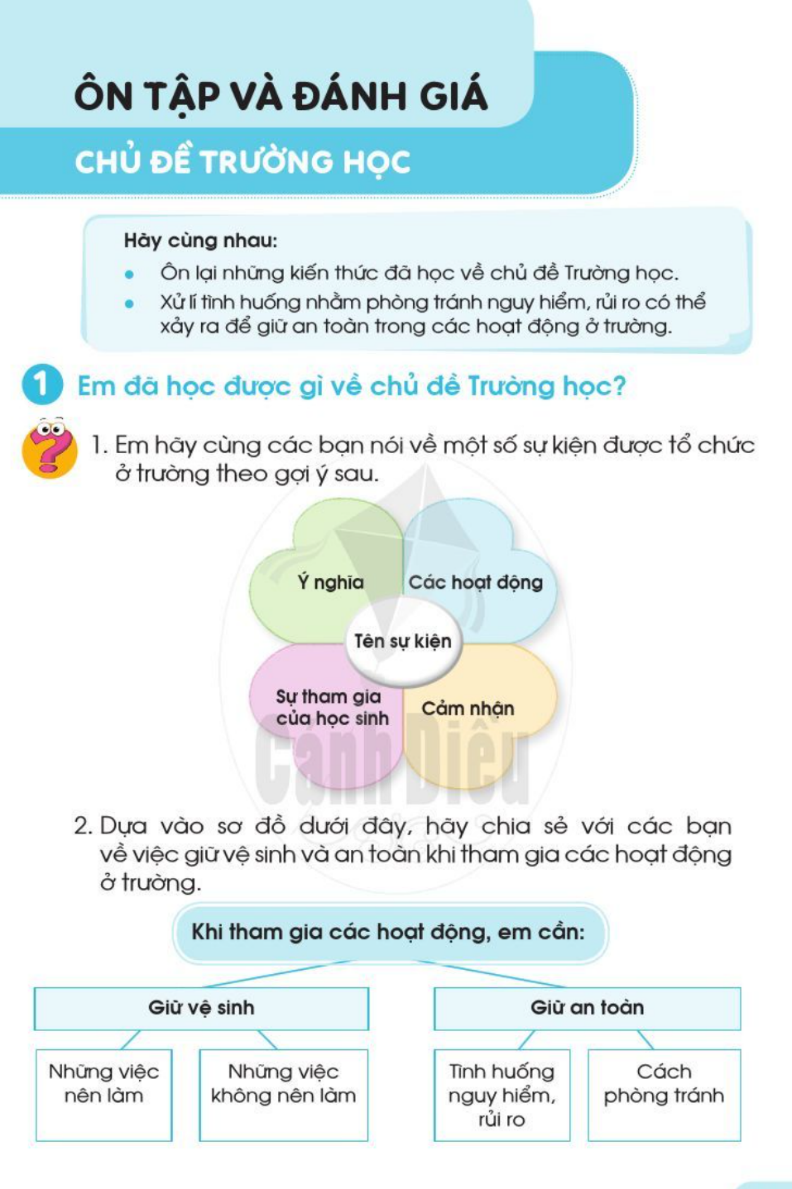 ÔN TẬP VÀ ĐÁNH GIÁ
CHỦ ĐỀ TRƯỜNG HỌC
Hãy cùng nhau:
• Ôn lại những kiến thức đã học về chủ đề Trường học.
• Xử lí tình huống nhằm phòng tránh nguy hiểm, rủi ro có thể
xảy ra để giữ an toàn trong các hoạt động ở trường.
1 Em đã học được gì về chủ đề Trường học?
1. Em hãy cùng các bạn nói về một số sự kiện được tổ chức
ở trường theo gợi ý sau.
Ý nghĩa
Các hoạt động
Tên sự kiện
Sự tham gia
của học sinh
Cảm nhận
Cánh Diều
2. Dựa vào sơ đồ dưới đây, hãy chia sẻ với các bạn
về việc giữ vệ sinh và an toàn khi tham gia các hoạt động
ở trường.
Khi tham gia các hoạt động, em cần:
Giữ vệ sinh
Giữ an toàn
Những việc
nên làm
Những việc
không nên làm
Tình huống
nguy hiểm,
rủi ro
Cách
phòng tránh